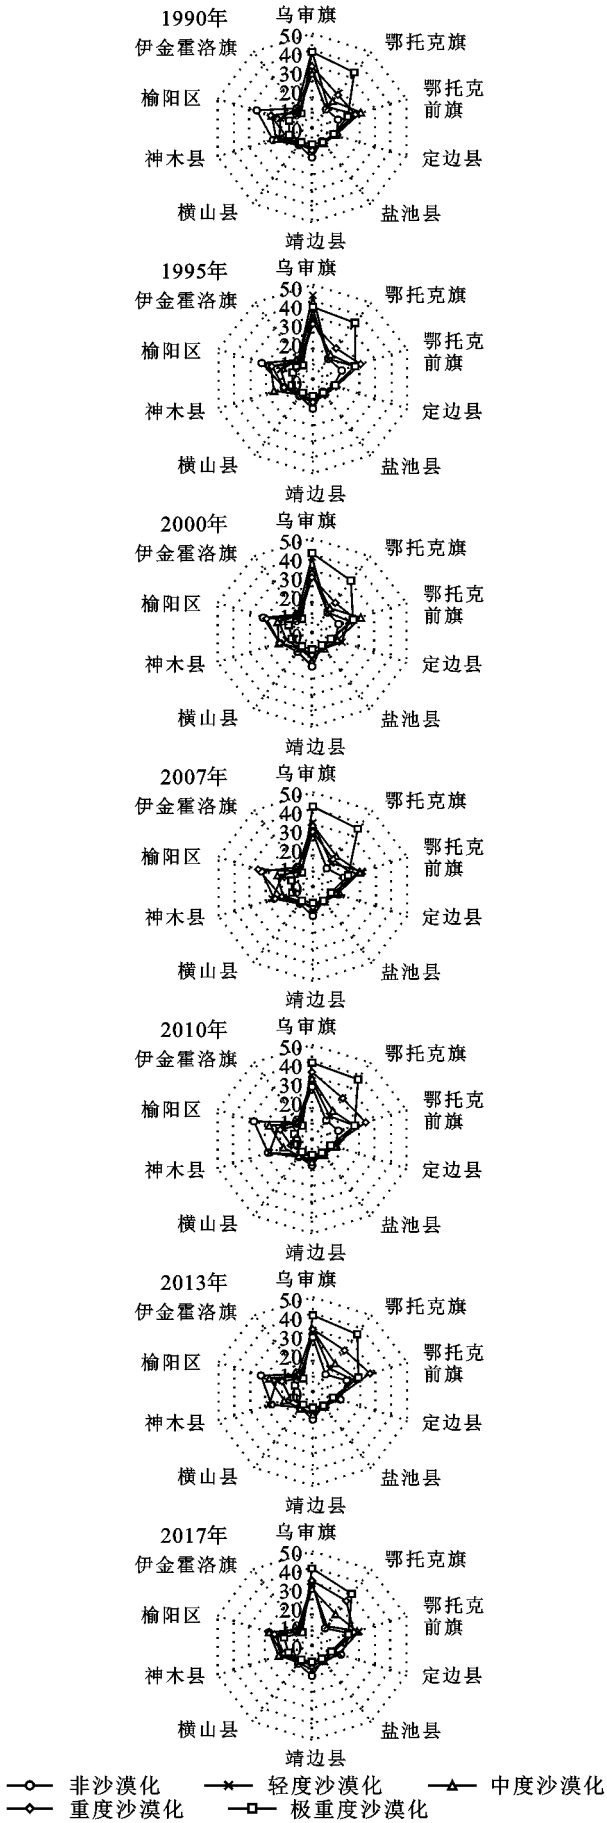 1990年
乌审旗
伊金霍洛旗
鄂托克旗
榆阳区
鄂托克
前旗
神木县
定边县
横山县
盐池县
靖边县
50
40
30
20
10
0
1995年
乌审旗
伊金霍洛旗
鄂托克旗
榆阳区
鄂托克
前旗
神木县
定边县
横山县
盐池县
靖边县
50
40
30
20
10
0
2000年
乌审旗
伊金霍洛旗
鄂托克旗
榆阳区
鄂托克
前旗
神木县
定边县
横山县
盐池县
靖边县
50
40
30
20
10
0
2007年
乌审旗
伊金霍洛旗
鄂托克旗
榆阳区
鄂托克
前旗
神木县
定边县
横山县
盐池县
靖边县
50
40
30
20
10
0
2010年
乌审旗
伊金霍洛旗
鄂托克旗
榆阳区
鄂托克
前旗
神木县
定边县
横山县
盐池县
靖边县
50
40
30
20
10
0
2013年
乌审旗
伊金霍洛旗
鄂托克旗
榆阳区
鄂托克
前旗
神木县
定边县
横山县
盐池县
靖边县
50
40
30
20
10
0
2017年
乌审旗
伊金霍洛旗
鄂托克旗
榆阳区
鄂托克
前旗
神木县
定边县
横山县
盐池县
靖边县
50
40
30
20
10
0
非沙漠化 轻度沙漠化 中度沙漠化
重度沙漠化 极重度沙漠化